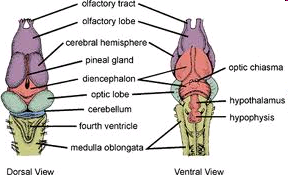 olfactory tract
olfactory lobe
cerebral hemisphere
pineal gland
diencephalon
optic lobe
cerebellum
fourth ventricle
medulla oblongata
optic chiasma
hypothalamus
hypophysis
Dorsal View
Ventral View